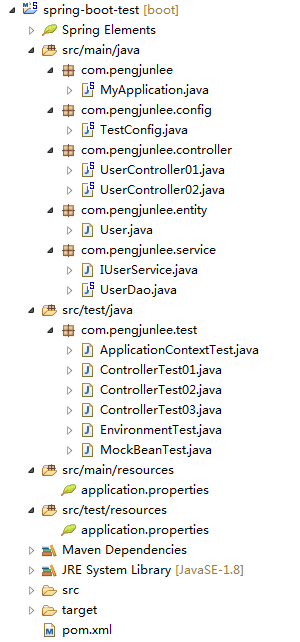 spring-boot-test [boot]
Spring Elements
src/main/java
com.pengjunlee
MyApplication.java
com.pengjunlee.config
TestConfig.java
com.pengjunlee.controller
UserController01.java
UserController02.java
com.pengjunlee.entity
User.java
com.pengjunlee.service
IUserService.java
UserDao.java
src/test/java
com.pengjunlee.test
ApplicationContextTest.java
ControllerTest01.java
ControllerTest02.java
ControllerTest03.java
EnvironmentTest.java
MockBeanTest.java
src/main/resources
application.properties
src/test/resources
application.properties
Maven Dependencies
JRE System Library [JavaSE-1.8]
src
target
pom.xml